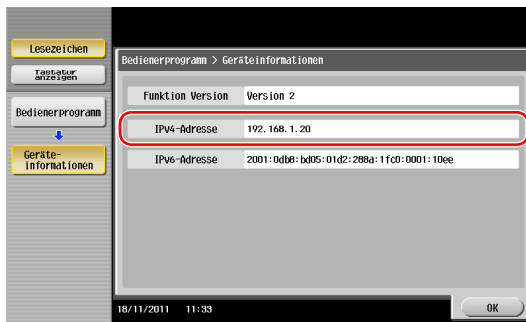 Lesezeichen
Tastatur
anzeigen
Bedienerprogramm
Geräte-
informationen
Bedienerprogramm > Geräteinformationen
Funktion Version Version 2
IPv4-Adresse 192.168.1.20
IPv6-Adresse 2001:0db8:bd05:01d2:288a:1fc0:0001:10ee
18/11/2011 11:33
OK